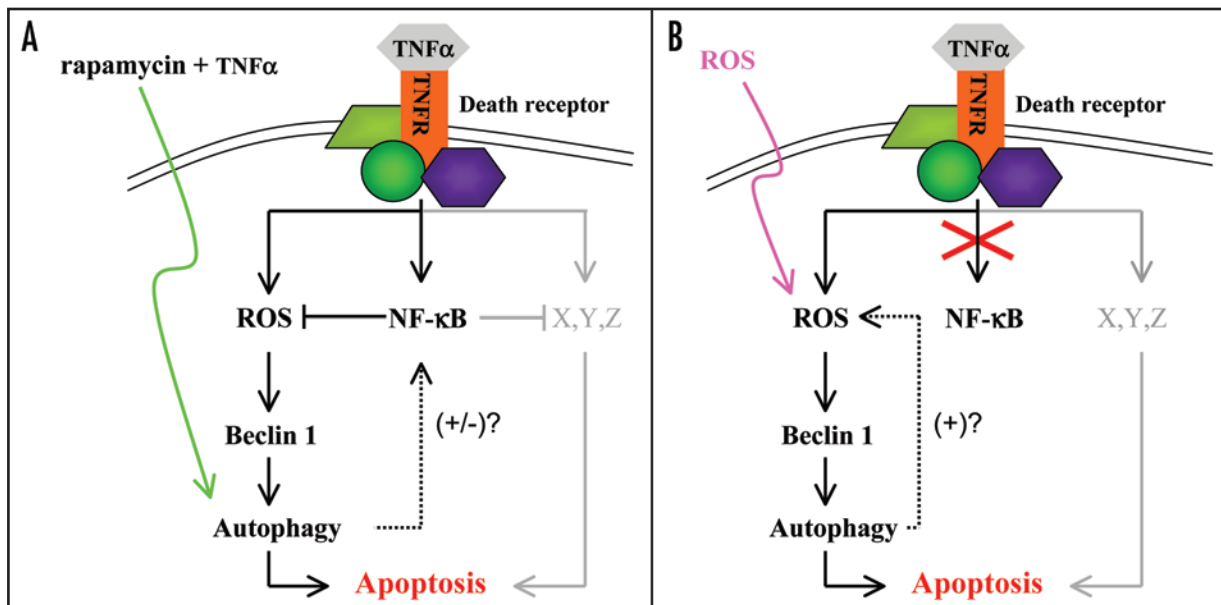 A
rapamycin + TNFα
TNFα
TNFR
Death receptor
ROS
NF-κB
X,Y,Z
Beclin 1
(+/-)?
Autophagy
Apoptosis
B
ROS
TNFα
TNFR
Death receptor
ROS
NF-κB
X,Y,Z
Beclin 1
(+)?
Autophagy
Apoptosis